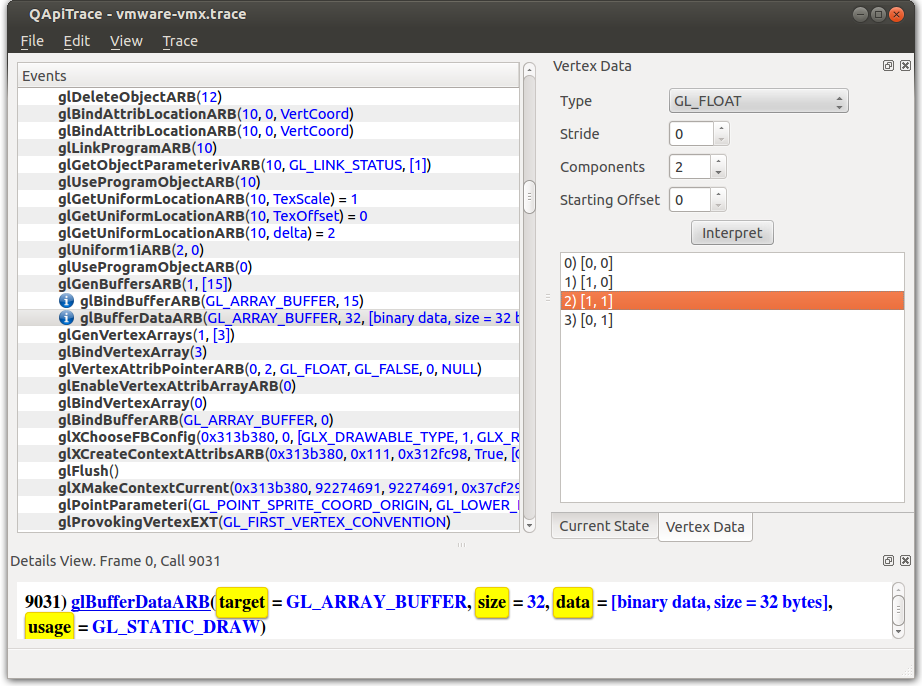 QApiTrace - vmware-vmx.trace
File Edit View Trace
Events
glDeleteObjectARB(12)
glBindAttribLocationARB(10, 0, VertCoord)
glBindAttribLocationARB(10, 0, VertCoord)
glLinkProgramARB(10)
glGetObjectParameterivARB(10, GL_LINK_STATUS, [1])
glUseProgramObjectARB(10)
glGetUniformLocationARB(10, TexScale) = 1
glGetUniformLocationARB(10, TexOffset) = 0
glGetUniformLocationARB(10, delta) = 2
glUniform1iARB(2, 0)
glUseProgramObjectARB(0)
glGenBuffersARB(1, [15])
glBindBufferARB(GL_ARRAY_BUFFER, 15)
glBufferDataARB(GL_ARRAY_BUFFER, 32, [binary data, size = 32 b
glGenVertexArrays(1, [3])
glBindVertexArray(3)
glVertexAttribPointerARB(0, 2, GL_FLOAT, GL_FALSE, 0, NULL)
glEnableVertexAttribArrayARB(0)
glBindVertexArray(0)
glBindBufferARB(GL_ARRAY_BUFFER, 0)
glXChooseFBConfig(0x313b380, 0, [GLX_DRAWABLE_TYPE, 1, GLX_R
glXCreateContextAttribsARB(0x313b380, 0x111, 0x312fc98, True, [
glFlush()
glXMakeContextCurrent(0x313b380, 92274691, 92274691, 0x37cf29
glPointParameteri(GL_POINT_SPRITE_COORD_ORIGIN, GL_LOWER_
glProvokingVertexEXT(GL_FIRST_VERTEX_CONVENTION)
Vertex Data
Type GL_FLOAT
Stride 0
Components 2
Starting Offset 0
Interpret
0) [0, 0]
1) [1, 0]
2) [1, 1]
3) [0, 1]
Current State Vertex Data
Details View. Frame 0, Call 9031
9031) glBufferDataARB(target = GL_ARRAY_BUFFER, size = 32, data = [binary data, size = 32 bytes],
usage = GL_STATIC_DRAW)